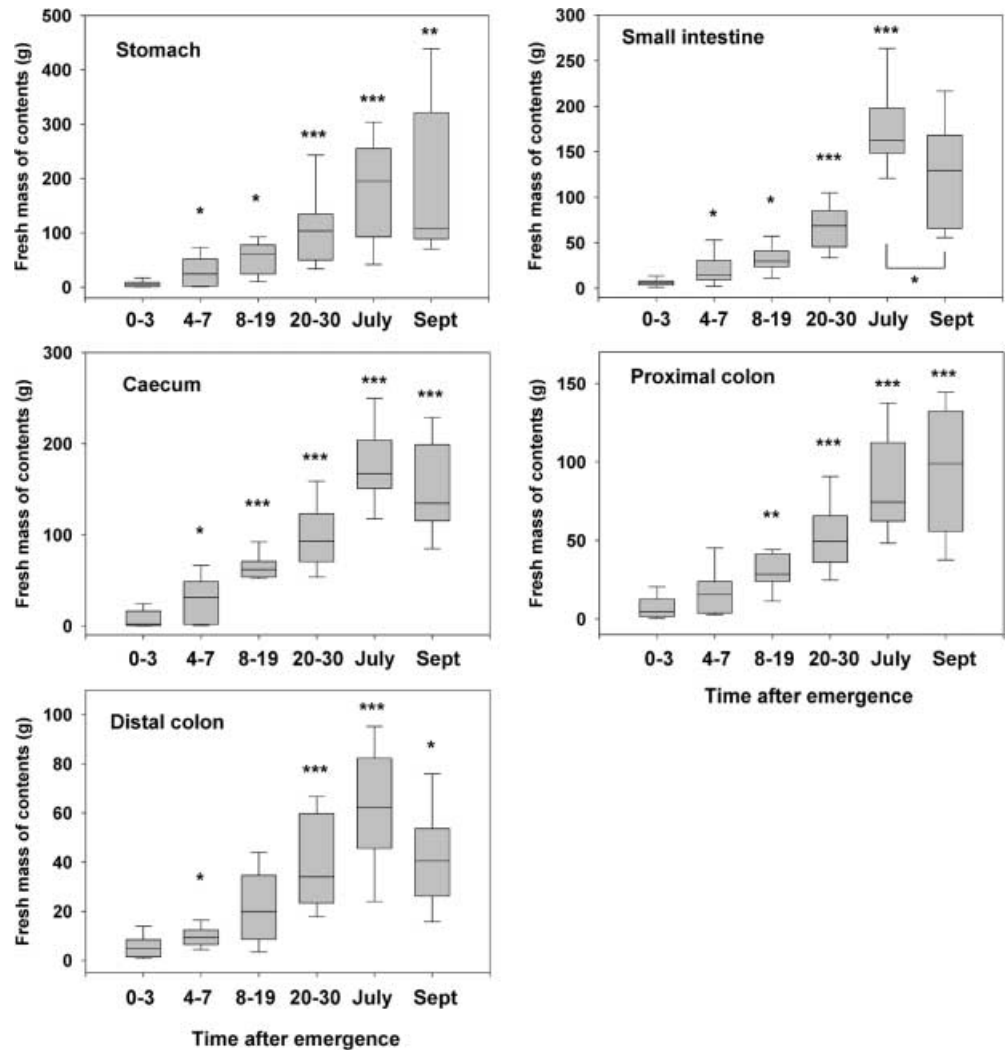 Stomach
Fresh mass of contents (g)
500
400
300
200
100
0
* * *** *** **
0-3 4-7 8-19 20-30 July Sept
Small intestine
Fresh mass of contents (g)
300
250
200
150
100
50
0
* * *** ***
*
0-3 4-7 8-19 20-30 July Sept
Caecum
Fresh mass of contents (g)
300
200
100
0
* *** *** *** ***
0-3 4-7 8-19 20-30 July Sept
Proximal colon
Fresh mass of contents (g)
150
100
50
0
** *** *** ***
0-3 4-7 8-19 20-30 July Sept
Time after emergence
Distal colon
Fresh mass of contents (g)
100
80
60
40
20
0
* *** *** *
0-3 4-7 8-19 20-30 July Sept
Time after emergence